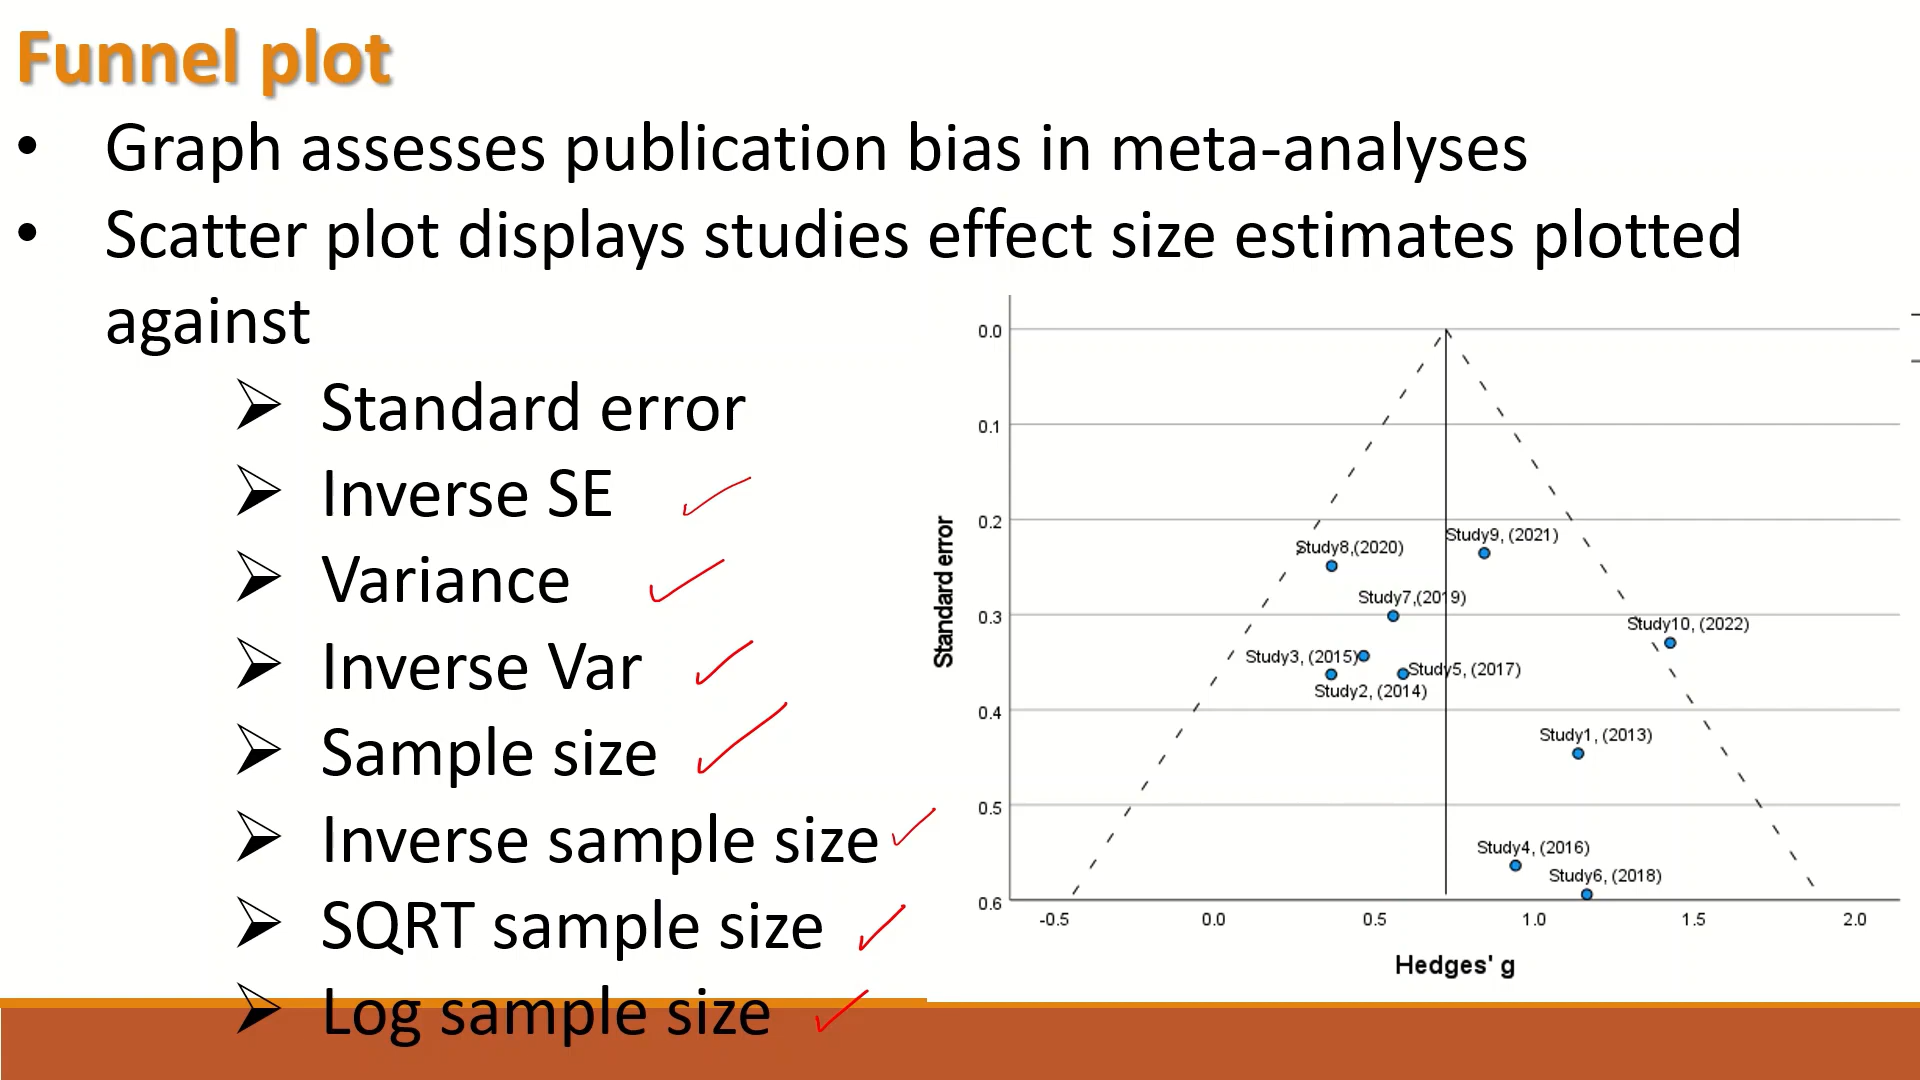 Funnel plot
• Graph assesses publication bias in meta-analyses
• Scatter plot displays studies effect size estimates plotted
against
➢ Standard error
➢ Inverse SE
➢ Variance
➢ Inverse Var
➢ Sample size
➢ Inverse sample size
➢ SQRT sample size
➢ Log sample size
Standard error
0.0
0.1
0.2
0.3
0.4
0.5
0.6
Study9, (2021)
Study8,(2020)
Study7,(2019)
Study10, (2022)
Study3, (2015)
Study5, (2017)
Study2, (2014)
Study1, (2013)
Study4, (2016)
Study6, (2018)
-0.5 0.0 0.5 1.0 1.5 2.0
Hedges' g